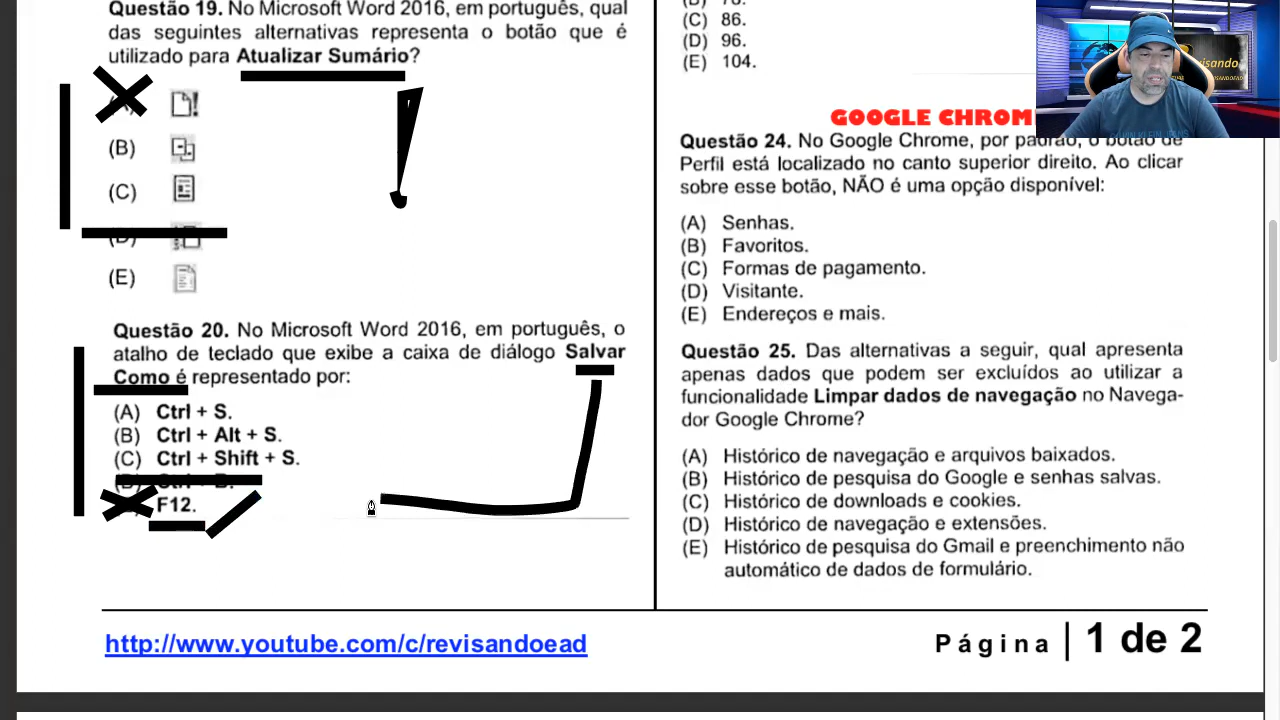 Questão 19. No Microsoft Word 2016, em português, qual
das seguintes alternativas representa o botão que é
utilizado para Atualizar Sumário?
(B)
(C)
(D)
(E)
Questão 20. No Microsoft Word 2016, em português, o
atalho de teclado que exibe a caixa de diálogo Salvar
Como é representado por:
(A) Ctrl + S.
(B) Ctrl + Alt + S.
(C) Ctrl + Shift + S.
(D) Ctrl + B.
F12.
http://www.youtube.com/c/revisandoead
(C) 86.
(D) 96.
(E) 104.
GOOGLE CHROM
Questão 24. No Google Chrome, por padrão, o botão de
Perfil está localizado no canto superior direito. Ao clicar
sobre esse botão, NÃO é uma opção disponível:
(A) Senhas.
(B) Favoritos.
(C) Formas de pagamento.
(D) Visitante.
(E) Endereços e mais.
Questão 25. Das alternativas a seguir, qual apresenta
apenas dados que podem ser excluídos ao utilizar a
funcionalidade Limpar dados de navegação no Navega-
dor Google Chrome?
(A) Histórico de navegação e arquivos baixados.
(B) Histórico de pesquisa do Google e senhas salvas.
(C) Histórico de downloads e cookies.
(D) Histórico de navegação e extensões.
(E) Histórico de pesquisa do Gmail e preenchimento não
automático de dados de formulário.
Página | 1 de 2